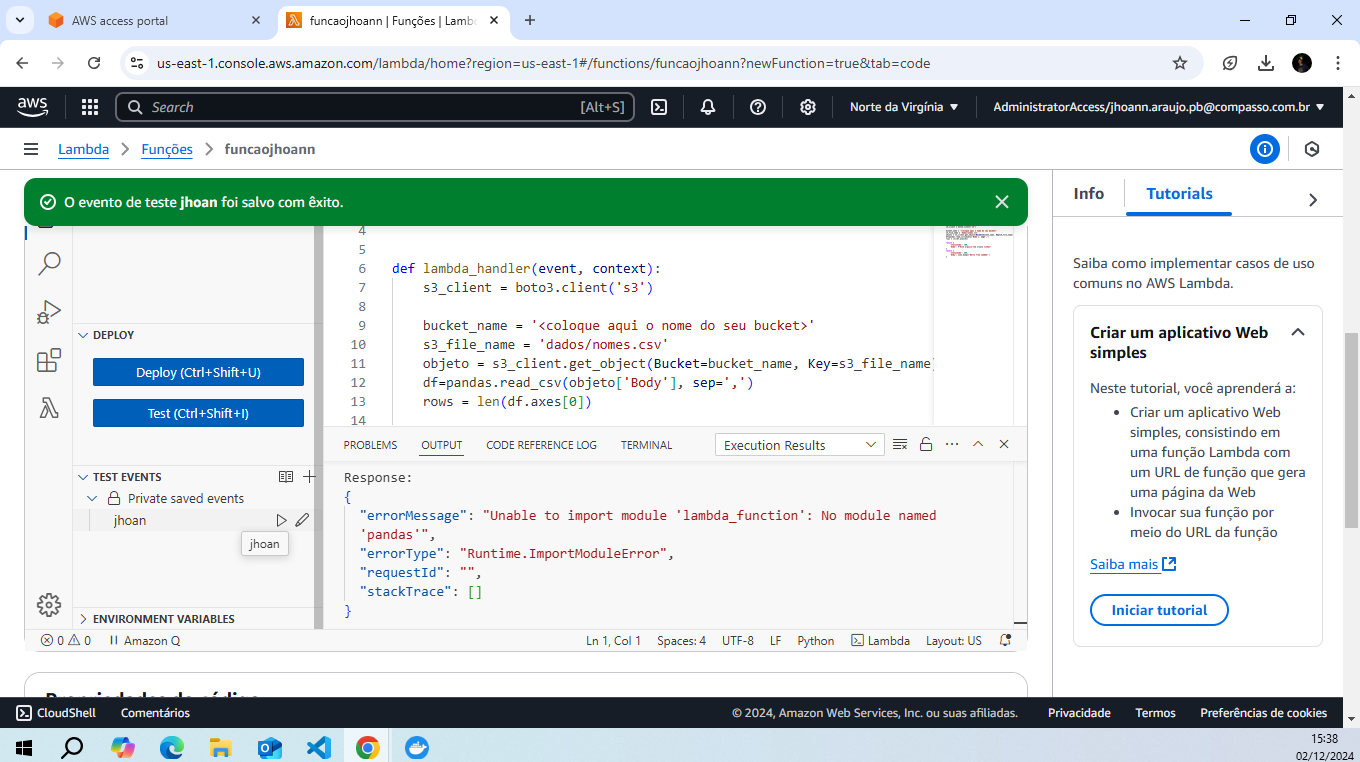 AWS access portal
funcaojhoann | Funções | Lamb
us-east-1.console.aws.amazon.com/lambda/home?region=us-east-1#/functions/funcaojhoann?newFunction=true&tab=code
aws
Search
[Alt+S]
Norte da Virgínia
AdministratorAccess/jhoann.araujo.pb@compasso.com.br
Lambda
Funções
funcaojhoann
O evento de teste jhoan foi salvo com êxito.
DEPLOY
Deploy (Ctrl+Shift+U)
Test (Ctrl+Shift+I)
TEST EVENTS
Private saved events
jhoan
jhoan
ENVIRONMENT VARIABLES
4
5
6 def lambda_handler(event, context):
7 s3_client = boto3.client('s3')
8
9 bucket_name = '<coloque aqui o nome do seu bucket>'
10 s3_file_name = 'dados/nomes.csv'
11 objeto = s3_client.get_object(Bucket=bucket_name, Key=s3_file_name)
12 df=pandas.read_csv(objeto['Body'], sep=',')
13 rows = len(df.axes[0])
14
PROBLEMS
OUTPUT
CODE REFERENCE LOG
TERMINAL
Execution Results
Response:
{
"errorMessage": "Unable to import module 'lambda_function': No module named
'pandas'",
"errorType": "Runtime.ImportModuleError",
"requestId": "",
"stackTrace": []
}
0 0
Amazon Q
Ln 1, Col 1
Spaces: 4
UTF-8
LF
Python
Lambda
Layout: US
Info
Tutorials
Saiba como implementar casos de uso
comuns no AWS Lambda.
Criar um aplicativo Web
simples
Neste tutorial, você aprenderá a:
• Criar um aplicativo Web
simples, consistindo em
uma função Lambda com
um URL de função que gera
uma página da Web
• Invocar sua função por
meio do URL da função
Saiba mais
Iniciar tutorial
Propriedades do código
CloudShell
Comentários
© 2024, Amazon Web Services, Inc. ou suas afiliadas.
Privacidade
Termos
Preferências de cookies
15:38
02/12/2024